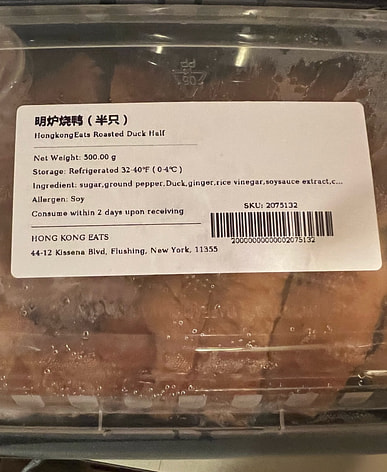 明炉烧鸭（半只）
HongkongEats Roasted Duck Half
Net Weight: 500.00 g
Storage: Refrigerated 32-40°F ( 0-4°C )
Ingredient: sugar,ground pepper,Duck,ginger,rice vinegar,soysauce extract,c...
Allergen: Soy
Consume within 2 days upon receiving
SKU: 2075132
20000000000002075132
HONG KONG EATS
44-12 Kissena Blvd, Flushing, New York, 11355